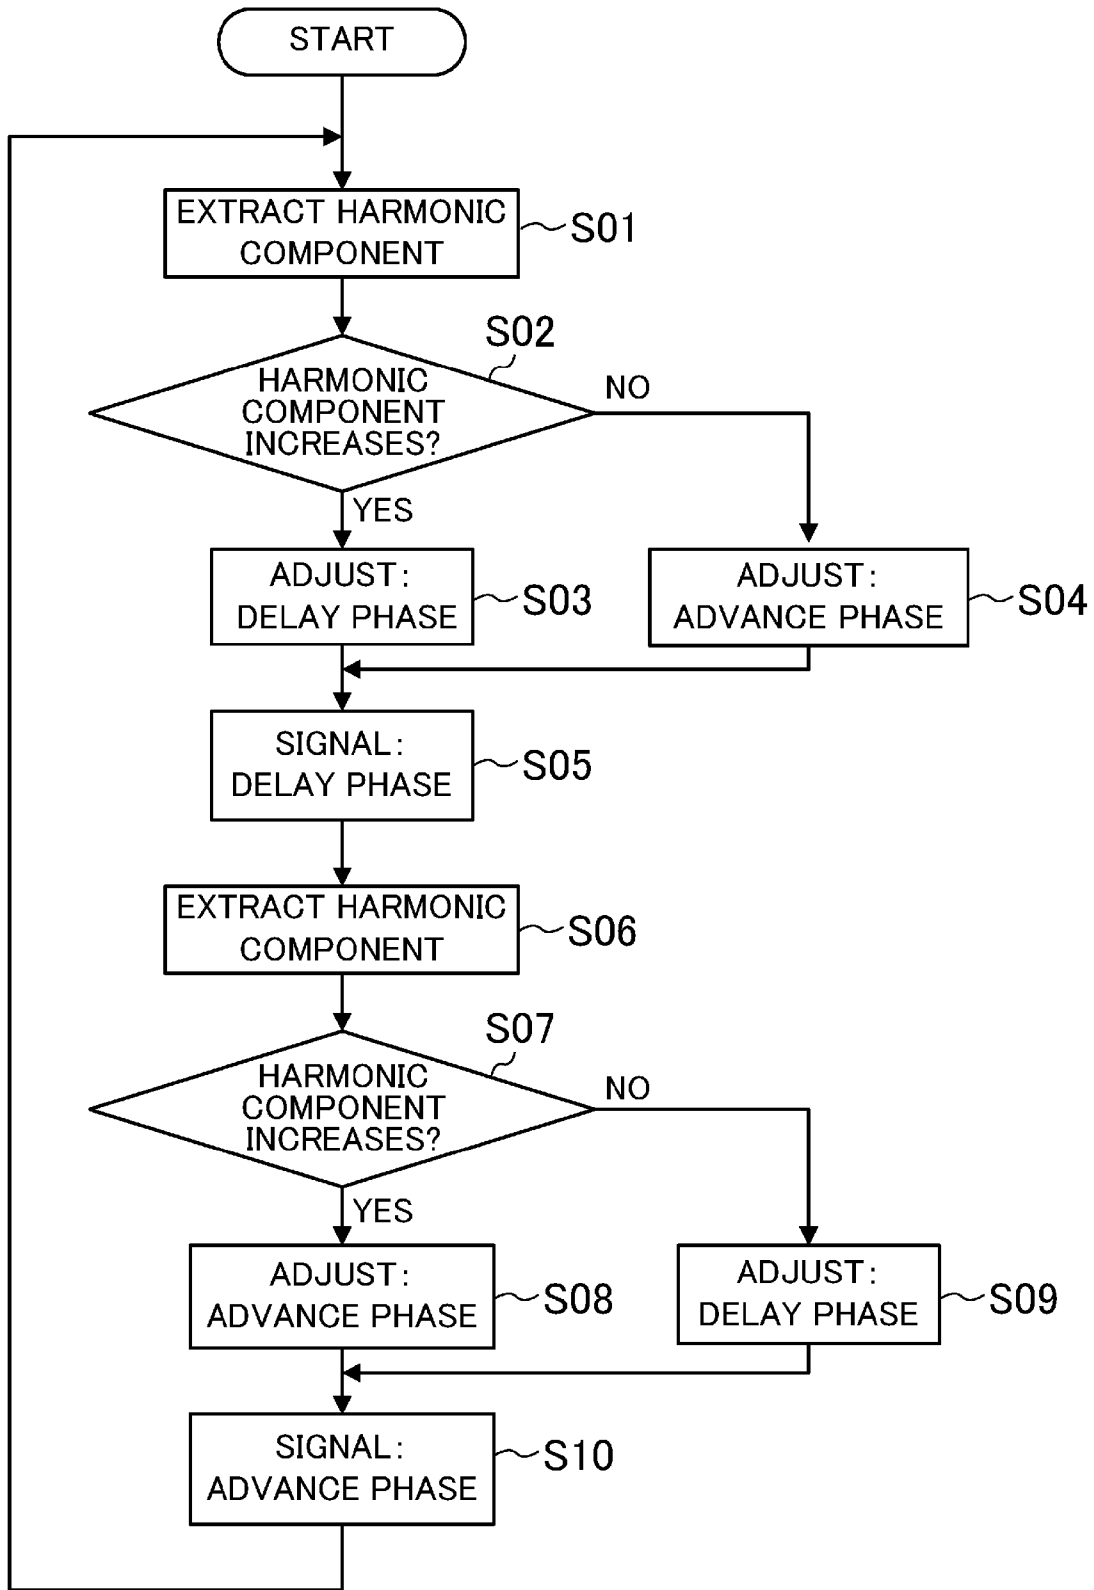 START
EXTRACT HARMONIC
COMPONENT
S01
S02
HARMONIC
COMPONENT
INCREASES?
NO
YES
ADJUST:
DELAY PHASE
S03
ADJUST:
ADVANCE PHASE
S04
SIGNAL:
DELAY PHASE
S05
EXTRACT HARMONIC
COMPONENT
S06
S07
HARMONIC
COMPONENT
INCREASES?
NO
YES
ADJUST:
ADVANCE PHASE
S08
ADJUST:
DELAY PHASE
S09
SIGNAL:
ADVANCE PHASE
S10